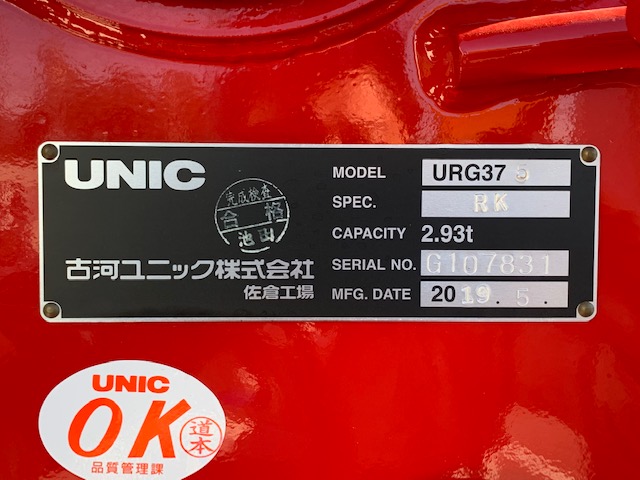 UNIC
完成検査
合格
池田
古河ユニック株式会社
佐倉工場
MODEL URG375
SPEC. RK
CAPACITY 2.93t
SERIAL NO. G107831
MFG. DATE 2019.5.
UNIC
OK
道本
品質管理課